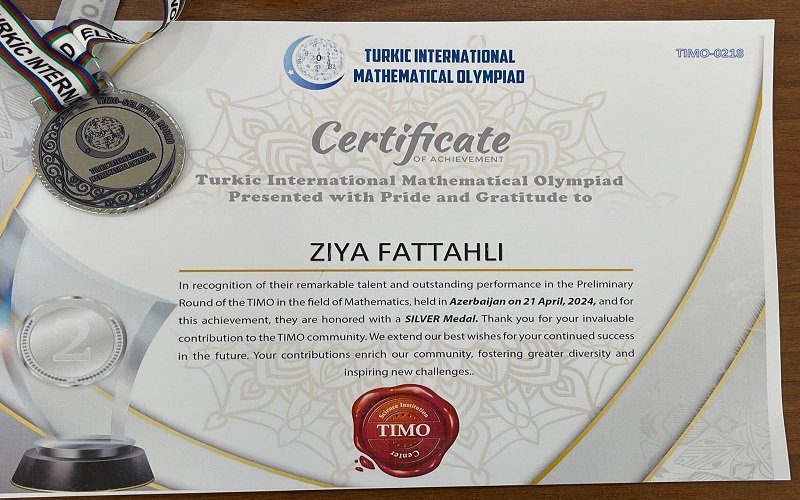 TURKIC INTERNATIONAL
MATHEMATICAL OLYMPIAD
TIMO-0218
TURKIC INTERN
TURKIC INTERNATIONAL
MATHEMATICAL OLYMPIAD
Certificate
OF ACHIEVEMENT
Turkic International Mathematical Olympiad
Presented with Pride and Gratitude to
ZIYA FATTAHLI
In recognition of their remarkable talent and outstanding performance in the Preliminary
Round of the TIMO in the field of Mathematics, held in Azerbaijan on 21 April, 2024, and for
this achievement, they are honored with a SILVER Medal. Thank you for your invaluable
contribution to the TIMO community. We extend our best wishes for your continued success
in the future. Your contributions enrich our community, fostering greater diversity and
inspiring new challenges..
2
Science Institution
TIMO
Center